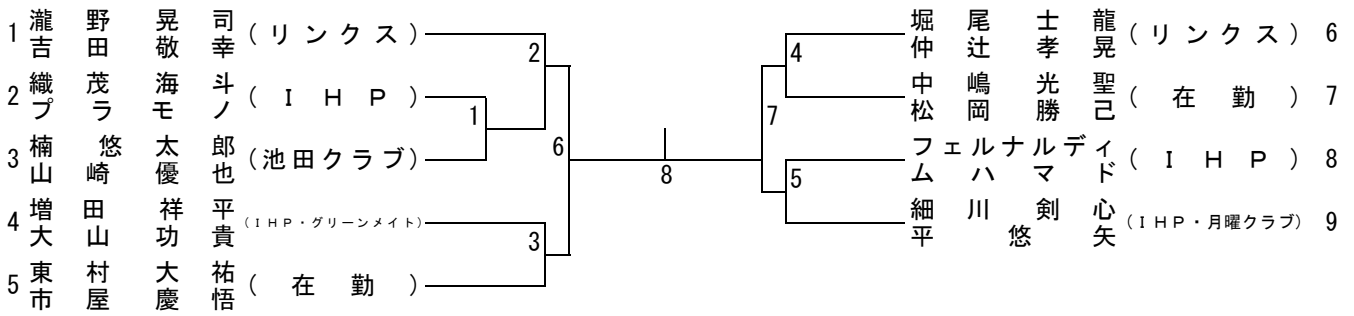 1 瀧野晃司 (リンクス)
吉田敬幸
2 織茂海斗 (IHP)
プラモノ
3 楠悠太郎 (池田クラブ)
山崎優也
4 増田祥平 (IHP・グリーンメイト)
大山功貴
5 東村大祐 (在勤)
市屋慶悟
2
1
6
3
8
7
4
5
堀尾士龍 (リンクス) 6
仲辻孝晃
中嶋光聖 (在勤) 7
松岡勝己
フェルナルディ (IHP) 8
ムハマド
細川剣心 (IHP・月曜クラブ) 9
平悠矢